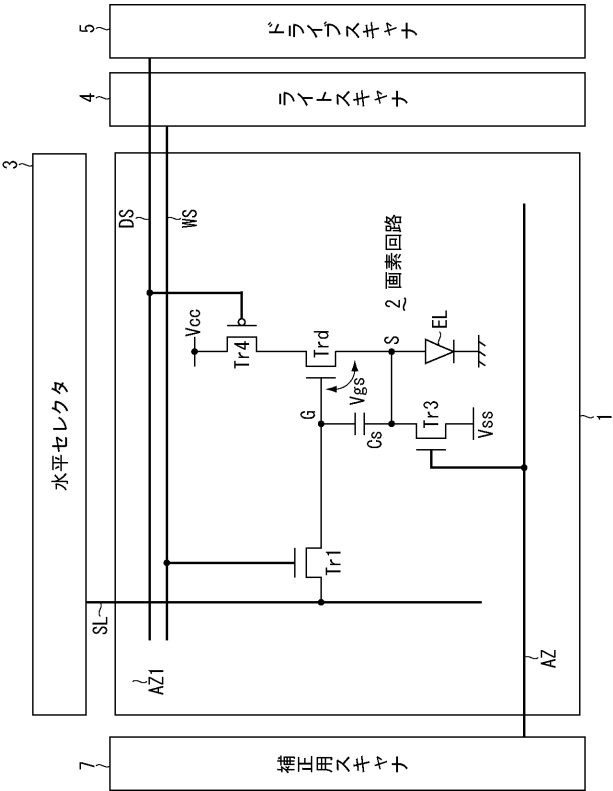 5
ドライブスキャナ
4
ライトスキャナ
3
水平セレクタ
DS
WS
2 画素回路
Vcc
Tr4
Trd
S
EL
G
Vgs
Cs
Tr3
Vss
Tr1
1
SL
AZ1
AZ
7
補正用スキャナ